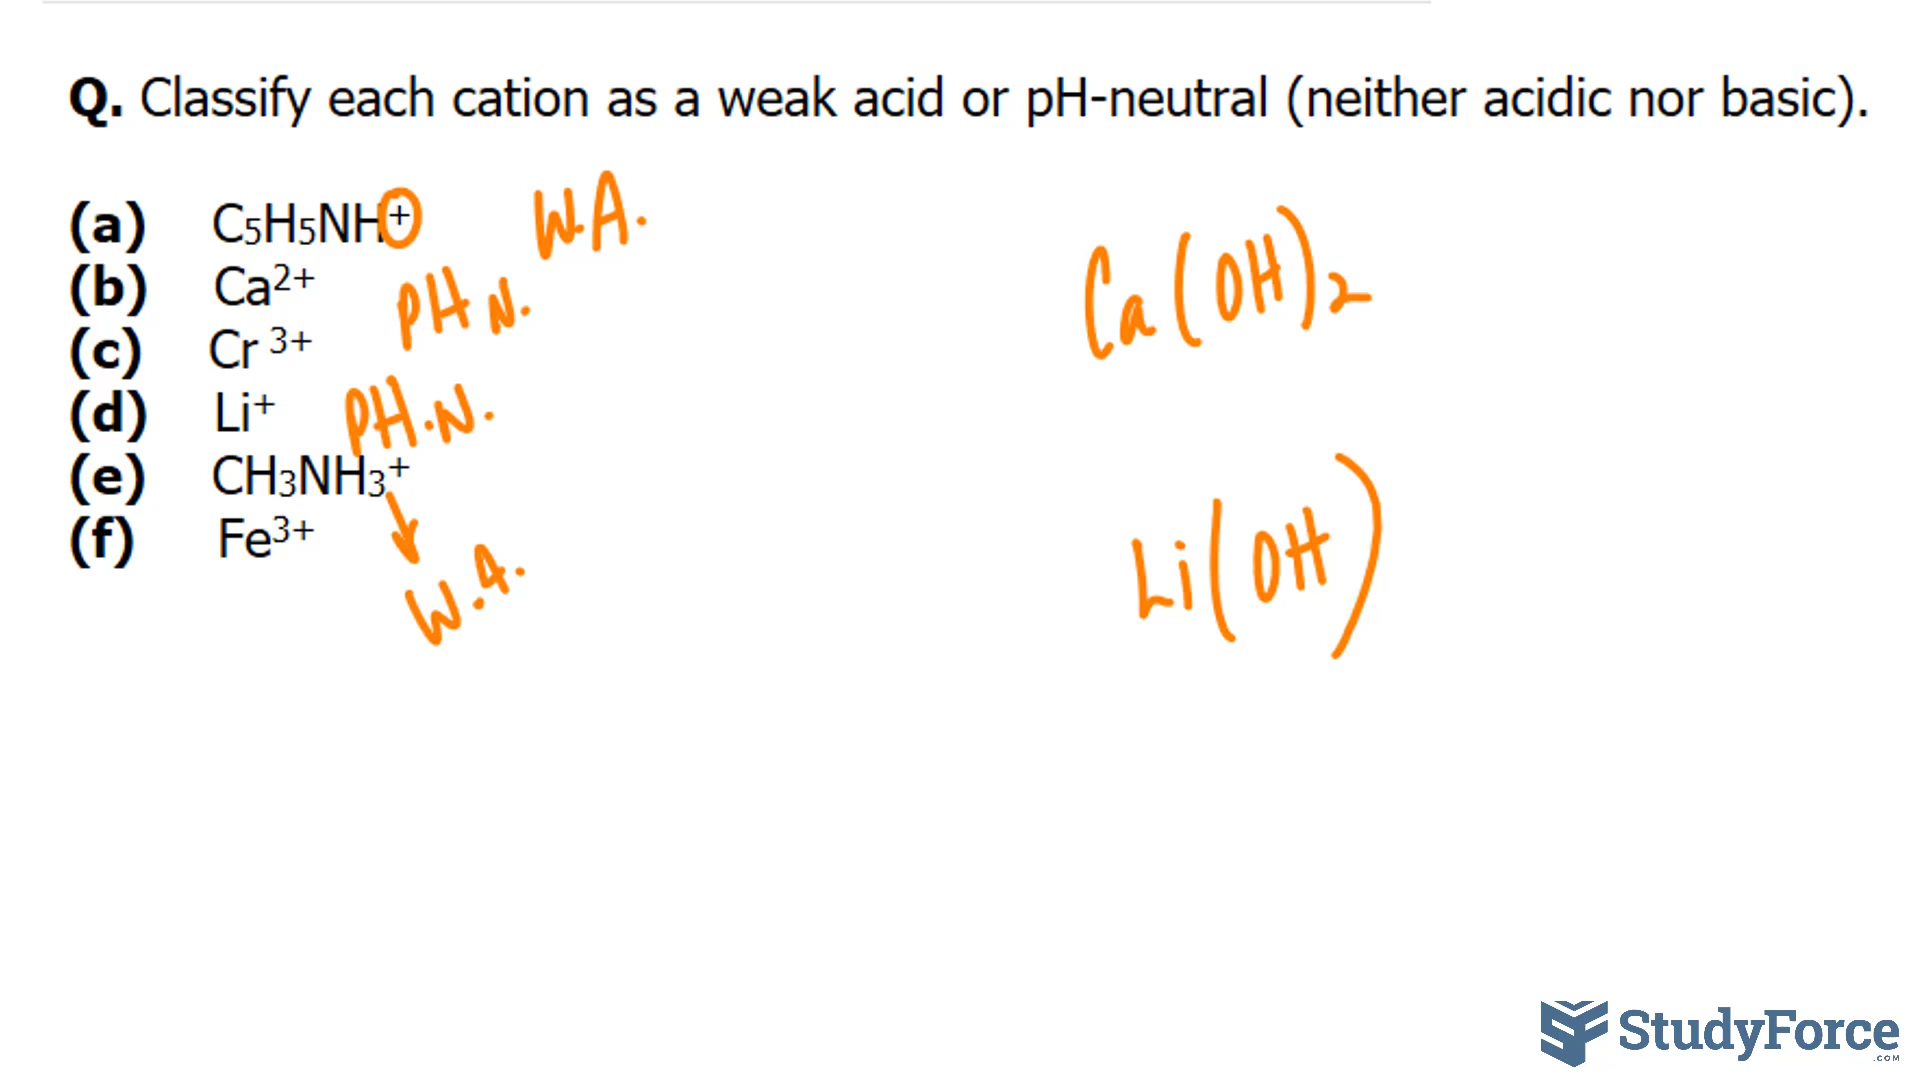 Q. Classify each cation as a weak acid or pH-neutral (neither acidic nor basic).
(a) C5H5NH+ W.A.
(b) Ca2+ pH N.
(c) Cr 3+
(d) Li+ pH.N.
(e) CH3NH3+
(f) Fe3+
W.A.
Ca(OH)2
Li(OH)
StudyForce
.COM